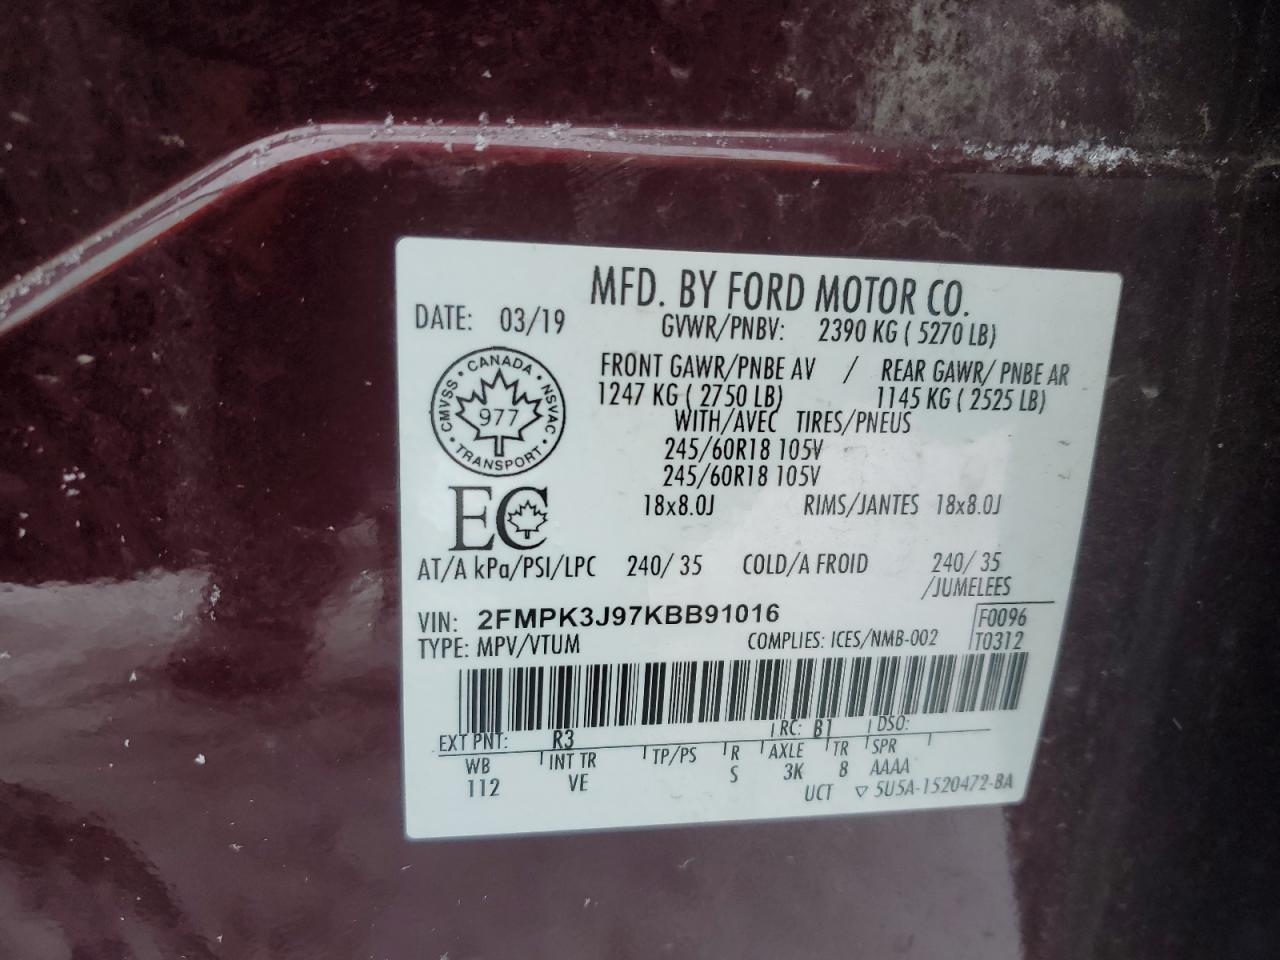 MFD. BY FORD MOTOR CO.
DATE: 03/19 GVWR/PNBV: 2390 KG ( 5270 LB)
FRONT GAWR/PNBE AV / REAR GAWR/ PNBE AR
1247 KG ( 2750 LB) 1145 KG ( 2525 LB)
WITH/AVEC TIRES/PNEUS
245/60R18 105V
245/60R18 105V
18x8.0J RIMS/JANTES 18x8.0J
CANADA • NSVAC • TRANSPORT • CMVSS •
977
EC
AT/A kPa/PSI/LPC 240/ 35 COLD/A FROID 240/ 35
/JUMELEES
VIN: 2FMPK3J97KBB91016 F0096
TYPE: MPV/VTUM COMPLIES: ICES/NMB-002 T0312
EXT PNT: R3 RC: B1 DSO:
WB INT TR TP/PS R AXLE TR SPR
112 VE S 3K 8 AAAA
UCT ▽ 5U5A-1520472-BA